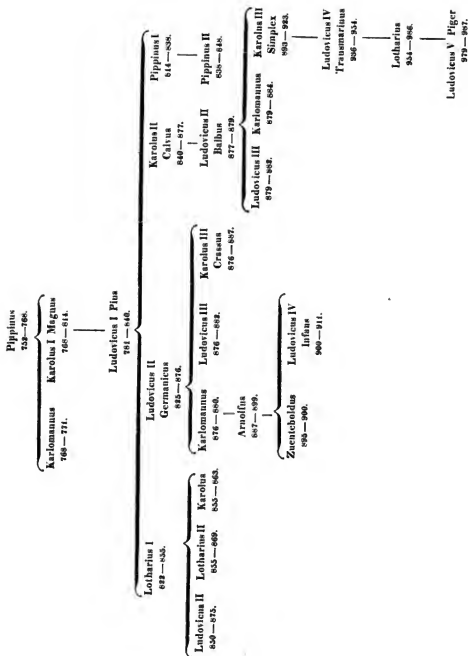 Pippinus
752—768.
Karlomannus
768—771.
Karolus I Magnus
768—814.
Ludovicus I Pius
781—840.
Lotharius I
822—855.
Ludovicus II
Germanicus
825—876.
Karolus II
Calvus
840—877.
Pippinus I
814—838.
Ludovicus II
850—875.
Lotharius II
855—869.
Karolus
855—863.
Karlomannus
876—880.
Ludovicus III
876—882.
Karolus III
Crassus
876—887.
Ludovicus II
Balbus
877—879.
Pippinus II
838—848.
Arnolfus
887—899.
Ludovicus III
879—882.
Karlomannus
879—884.
Karolus III
Simplex
893—923.
Zuenteboldus
895—900.
Ludovicus IV
Infans
900—911.
Ludovicus IV
Transmarinus
936—954.
Lotharius
954—986.
Ludovicus V Piger
979—987.